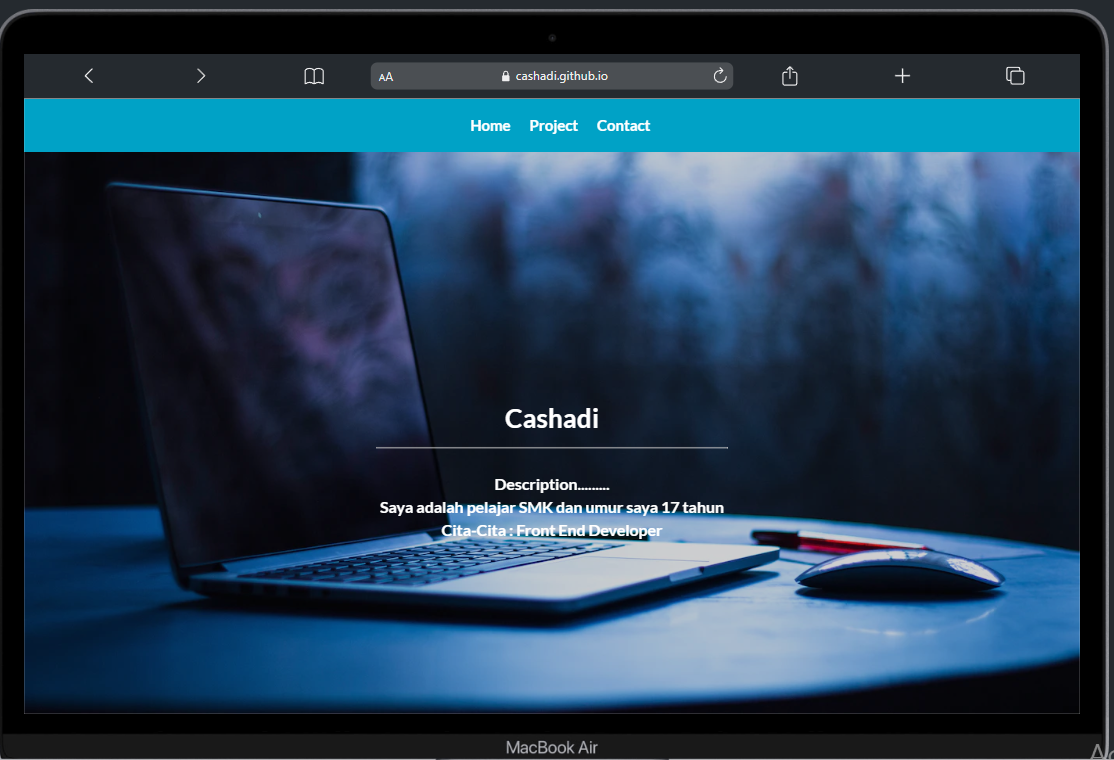 AA cashadi.github.io
Home Project Contact
Cashadi
Description.........
Saya adalah pelajar SMK dan umur saya 17 tahun
Cita-Cita : Front End Developer
MacBook Air